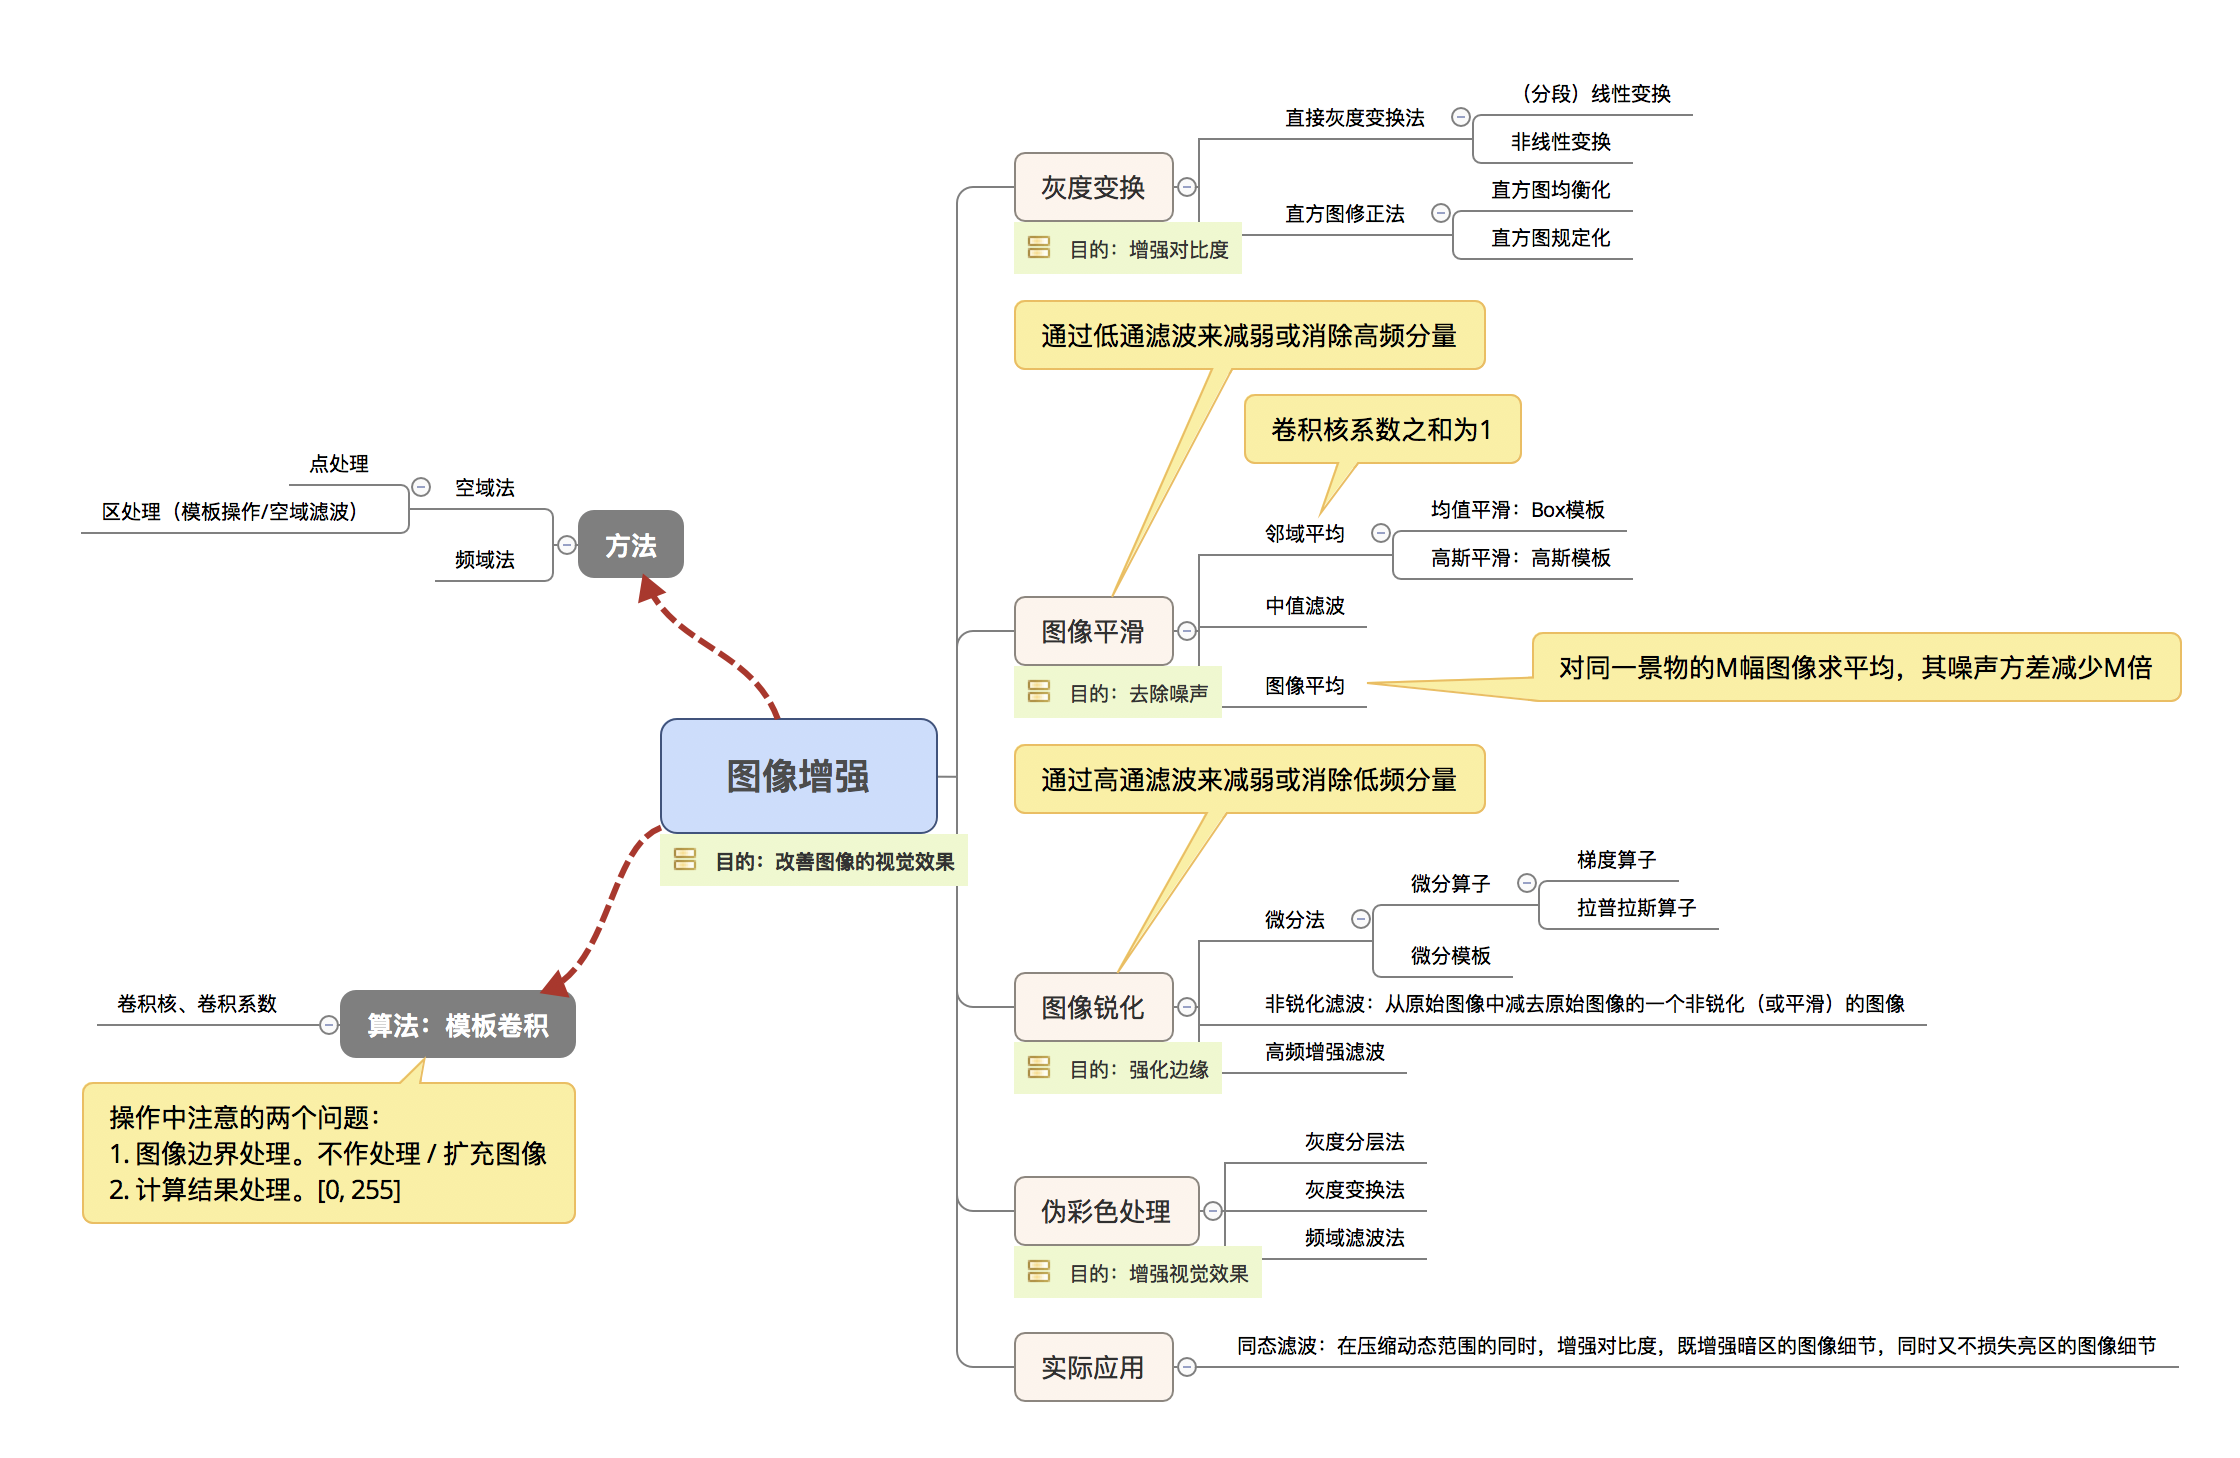 图像增强
目的：改善图像的视觉效果
方法
空域法
点处理
区处理（模板操作/空域滤波）
频域法
算法：模板卷积
卷积核、卷积系数
操作中注意的两个问题：
1. 图像边界处理。不作处理 / 扩充图像
2. 计算结果处理。[0, 255]
灰度变换
目的：增强对比度
直接灰度变换法
（分段）线性变换
非线性变换
直方图修正法
直方图均衡化
直方图规定化
通过低通滤波来减弱或消除高频分量
图像平滑
目的：去除噪声
卷积核系数之和为1
邻域平均
均值平滑：Box模板
高斯平滑：高斯模板
中值滤波
图像平均
对同一景物的M幅图像求平均，其噪声方差减少M倍
通过高通滤波来减弱或消除低频分量
图像锐化
目的：强化边缘
微分法
微分算子
梯度算子
拉普拉斯算子
微分模板
非锐化滤波：从原始图像中减去原始图像的一个非锐化（或平滑）的图像
高频增强滤波
伪彩色处理
目的：增强视觉效果
灰度分层法
灰度变换法
频域滤波法
实际应用
同态滤波：在压缩动态范围的同时，增强对比度，既增强暗区的图像细节，同时又不损失亮区的图像细节